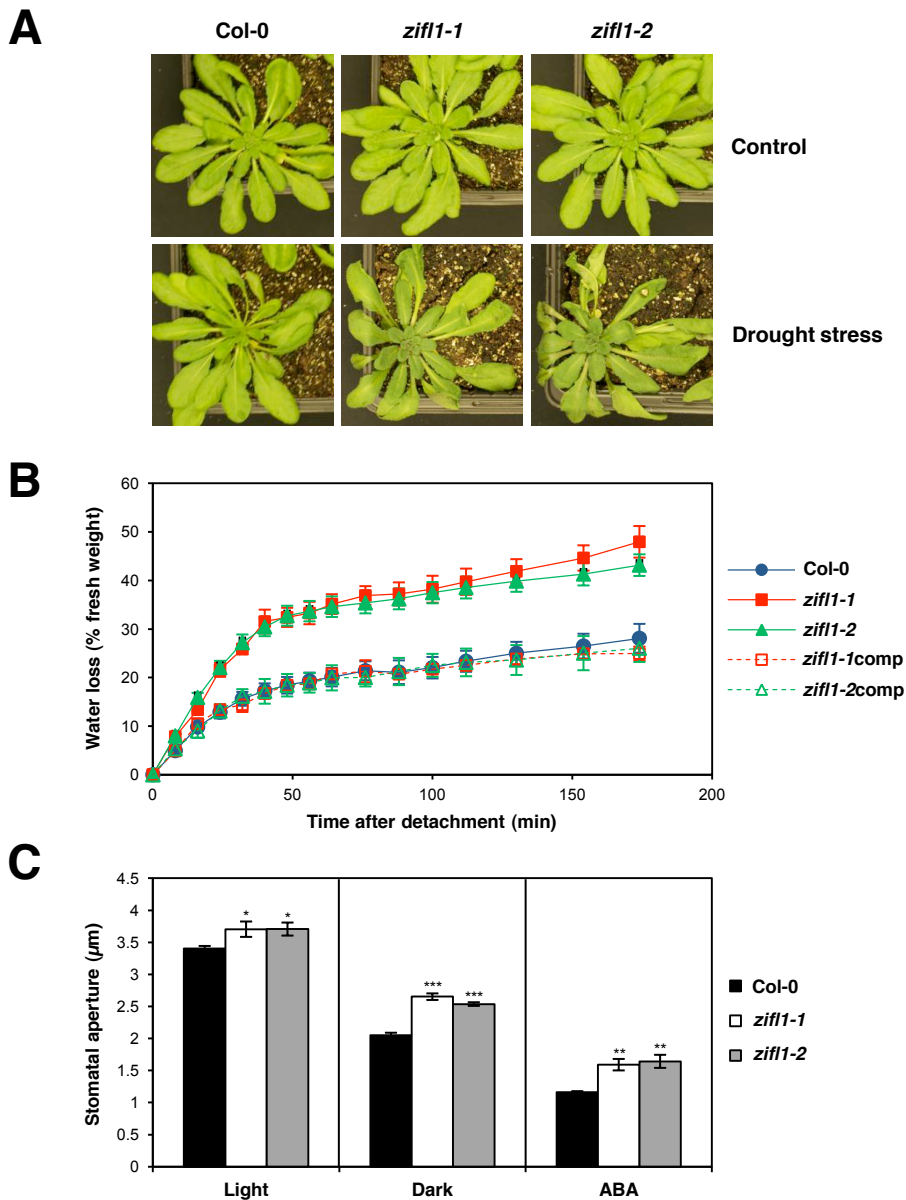 A
Col-0 zifl1-1 zifl1-2
Control
Drought stress
B
60
50
40
30
20
10
0
Water loss (% fresh weight)
0 50 100 150 200
Time after detachment (min)
Col-0
zifl1-1
zifl1-2
zifl1-1comp
zifl1-2comp
C
4.5
4
3.5
3
2.5
2
1.5
1
0.5
0
Stomatal aperture (µm)
* *
*** ***
** **
Light Dark ABA
Col-0
zifl1-1
zifl1-2